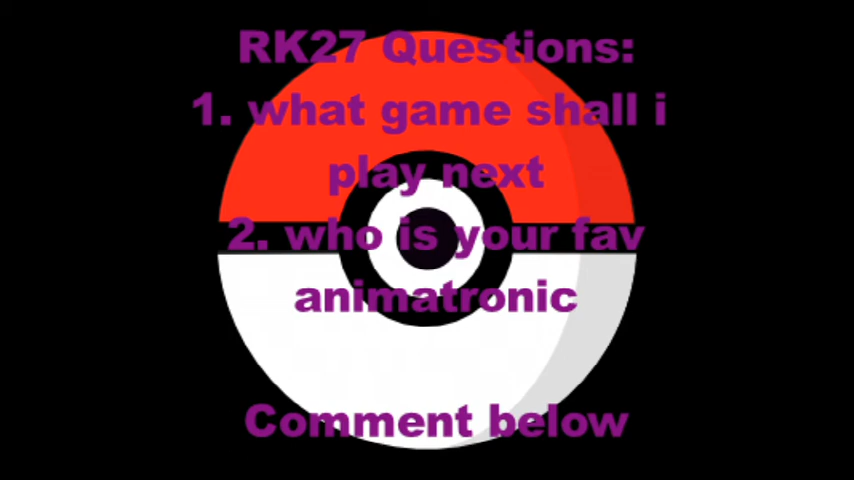 RK27 Questions:
1. what game shall i
play next
2. who is your fav
animatronic
Comment below